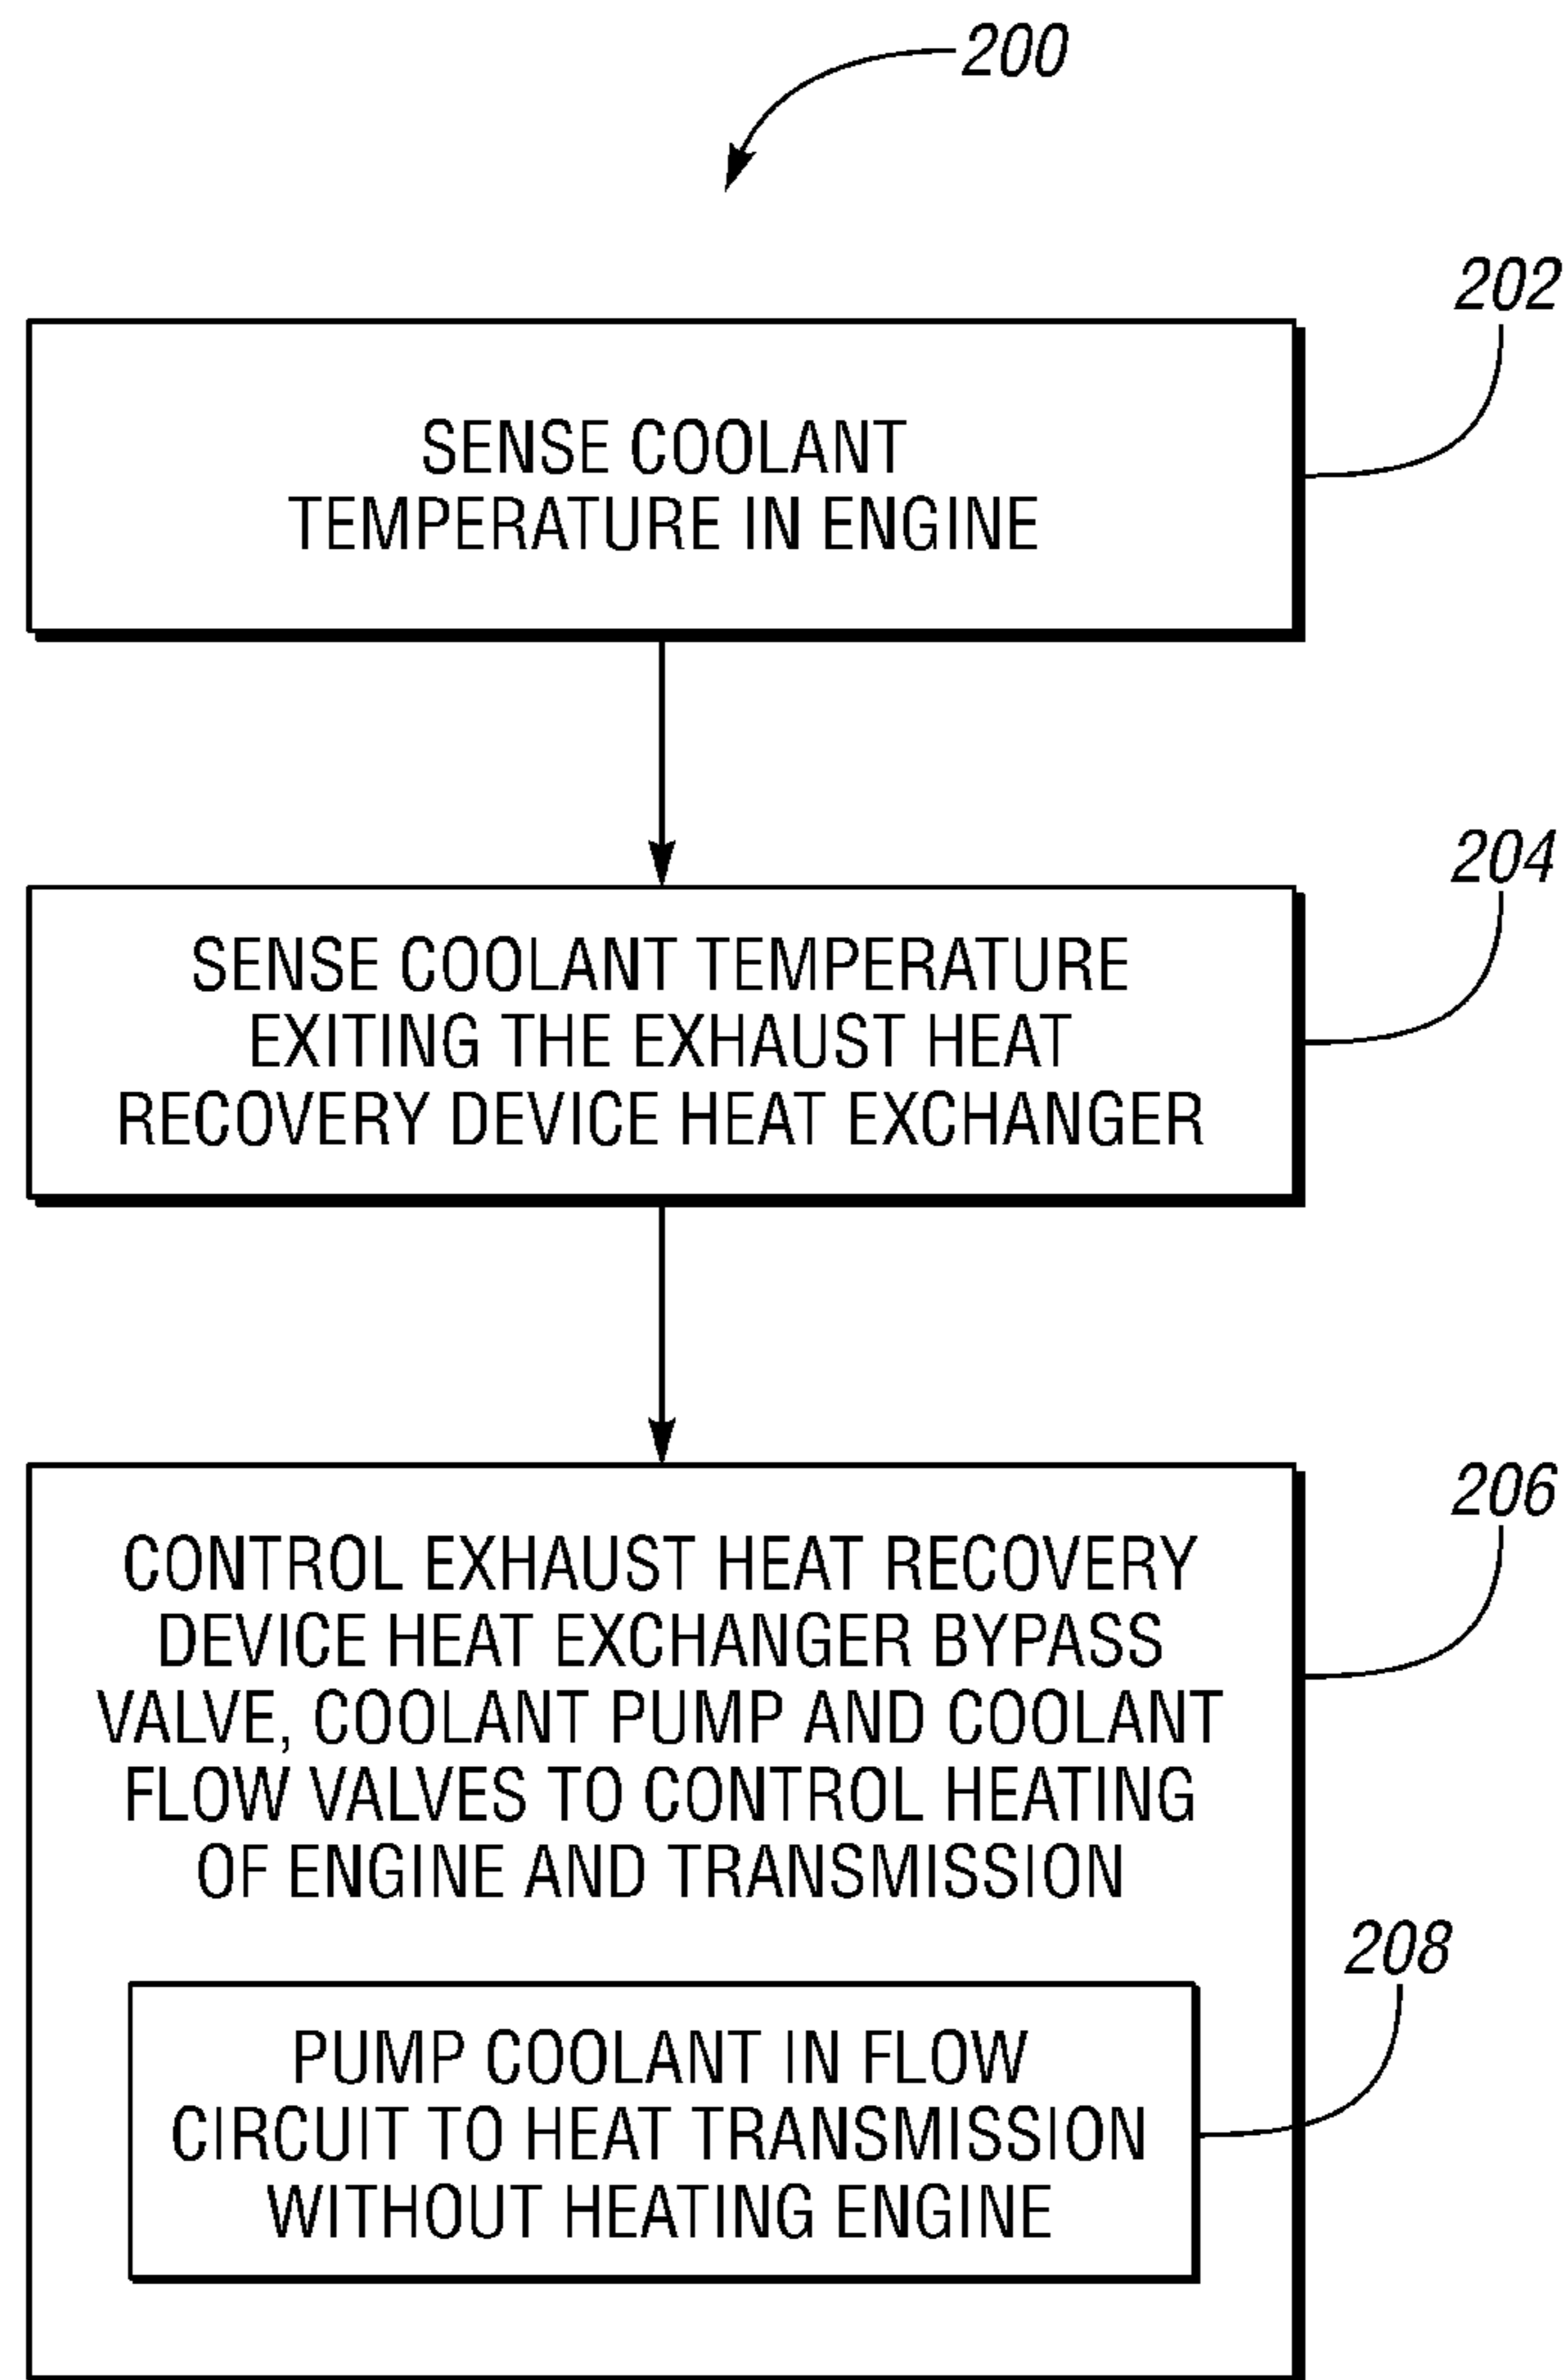 200
202
SENSE COOLANT
TEMPERATURE IN ENGINE
204
SENSE COOLANT TEMPERATURE
EXITING THE EXHAUST HEAT
RECOVERY DEVICE HEAT EXCHANGER
206
CONTROL EXHAUST HEAT RECOVERY
DEVICE HEAT EXCHANGER BYPASS
VALVE, COOLANT PUMP AND COOLANT
FLOW VALVES TO CONTROL HEATING
OF ENGINE AND TRANSMISSION
208
PUMP COOLANT IN FLOW
CIRCUIT TO HEAT TRANSMISSION
WITHOUT HEATING ENGINE